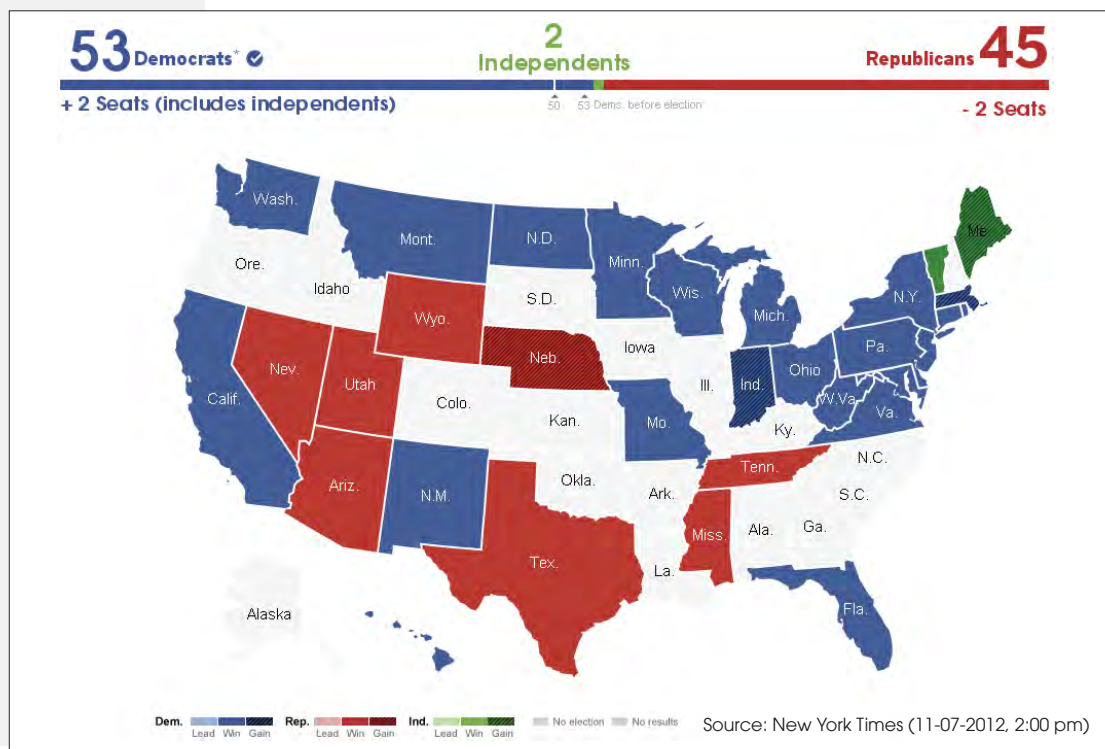 53 Democrats*
2
Independents
Republicans 45
+ 2 Seats (includes independents)
50
53 Dems. before election
- 2 Seats
Wash.
Mont.
N.D.
Minn.
Me.
Ore.
Idaho
S.D.
Wis.
Mich.
N.Y.
Wyo.
Neb.
Iowa
Pa.
Nev.
Utah
Ill.
Ind.
Ohio
Calif.
Colo.
Kan.
Mo.
W.Va
Va.
Ky.
Ariz.
N.M.
Okla.
Ark.
Tenn.
N.C.
S.C.
Tex.
Miss.
Ala.
Ga.
La.
Alaska
Fla.
Dem.
Lead Win Gain
Rep.
Lead Win Gain
Ind.
Lead Win Gain
No election
No results
Source: New York Times (11-07-2012, 2:00 pm)